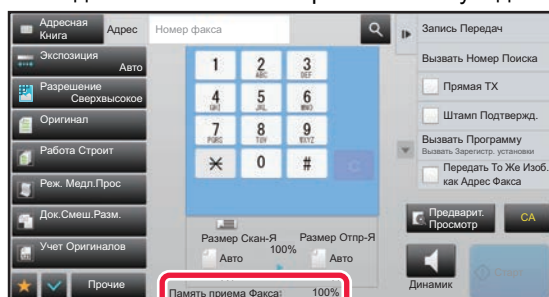 Адресная
Книга
Адрес
Номер факса
Экспозиция
Авто
Разрешение
Сверхвысокое
Оригинал
Работа Строит
Реж. Медл.Прос
Док.Смеш.Разм.
Учет Оригиналов
Прочие
1
2
ABC
3
DEF
4
GHI
5
JKL
6
MNO
7
PQRS
8
TUV
9
WXYZ
0
#
C
Размер Скан-Я
100%
Размер Отпр-Я
Авто
Авто
Память приема Факса:
100%
Запись Передач
Вызвать Номер Поиска
Прямая TX
Штамп Подтвержд.
Вызвать Программу
Вызвать Зарегистр. установки
Передать То Же Изоб.
как Адрес Факса
Предварит.
Просмотр
CA
Динамик
Старт